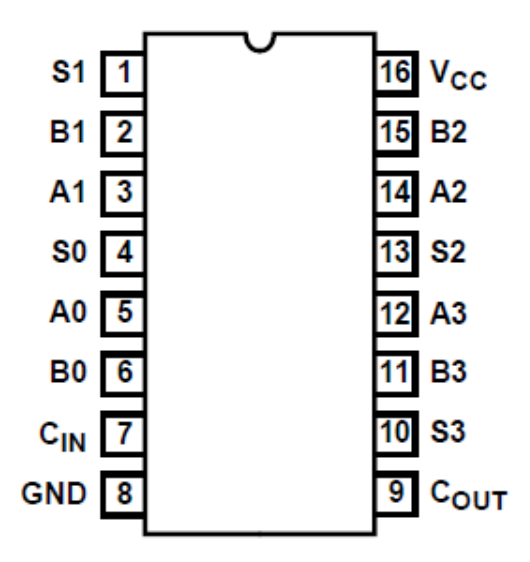 S1 1 16 VCC
B1 2 15 B2
A1 3 14 A2
S0 4 13 S2
A0 5 12 A3
B0 6 11 B3
CIN 7 10 S3
GND 8 9 COUT